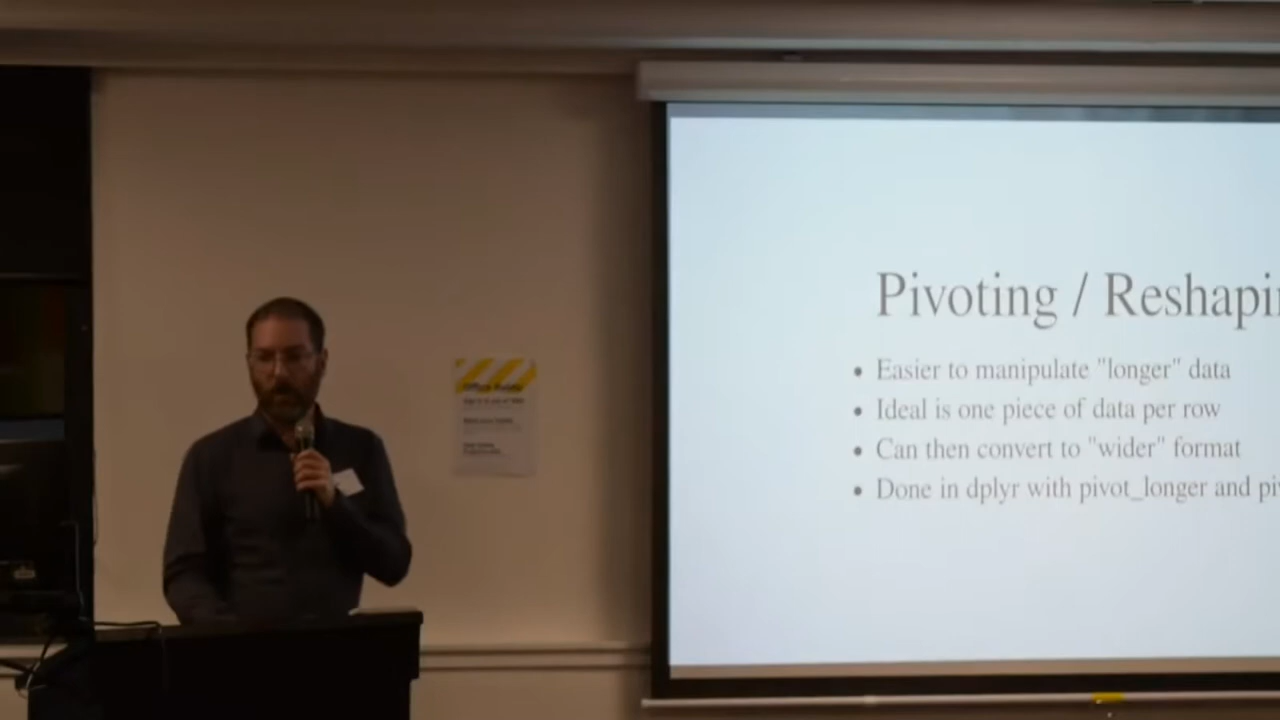 Pivoting / Reshapi
Easier to manipulate "longer" data
Ideal is one piece of data per row
Can then convert to "wider" format
Done in dplyr with pivot_longer and pi